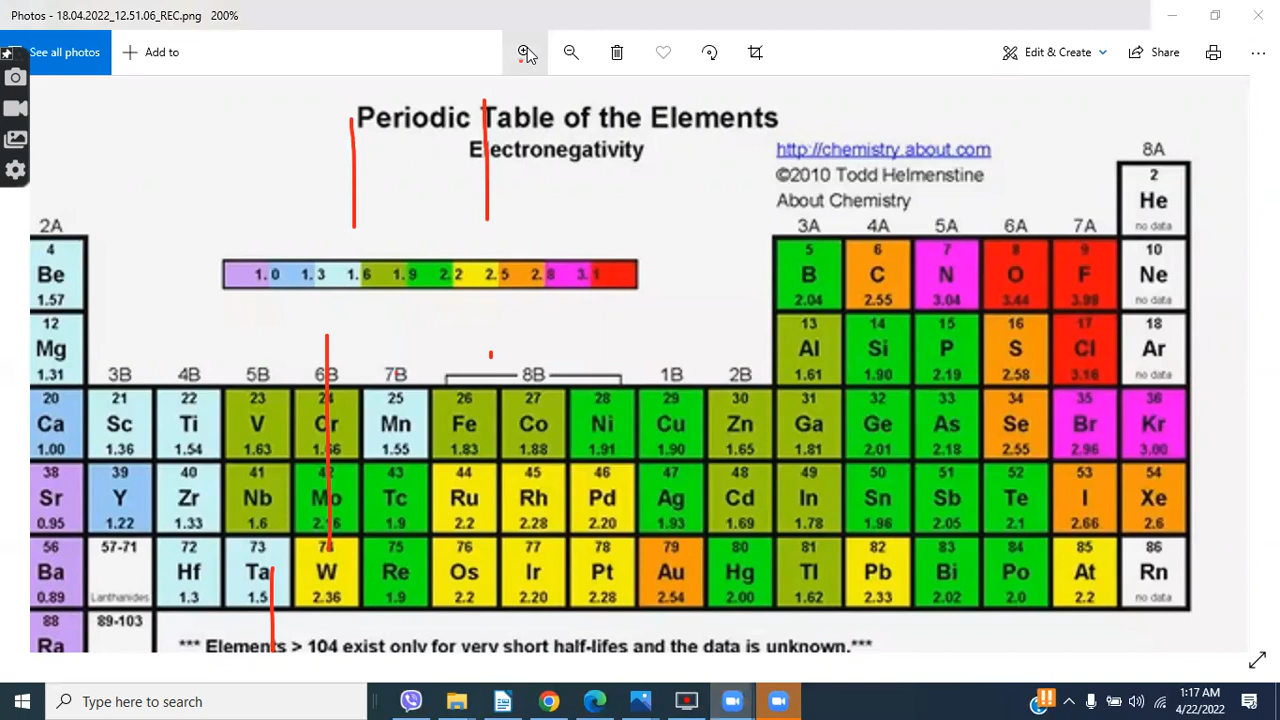 Photos - 18.04.2022_12.51.06_REC.png 200%
See all photos
Add to
Edit & Create
Share
Periodic Table of the Elements
Electronegativity
http://chemistry.about.com
©2010 Todd Helmenstine
About Chemistry
8A
2 He no data
2A 3A 4A 5A 6A 7A
1.0 1.3 1.6 1.9 2.2 2.5 2.8 3.1
4 5 6 7 8 9 10
Be B C N O F Ne
1.57 2.04 2.55 3.04 3.44 3.98 no data
12 13 14 15 16 17 18
Mg Al Si P S Cl Ar
1.31 1.61 1.90 2.19 2.58 3.16
3B 4B 5B 6B 7B 8B 1B 2B
20 21 22 23 24 25 26 27 28 29 30 31 32 33 34 35 36
Ca Sc Ti V Cr Mn Fe Co Ni Cu Zn Ga Ge As Se Br Kr
1.00 1.36 1.54 1.63 1.66 1.55 1.83 1.88 1.91 1.90 1.65 1.81 2.01 2.18 2.55 2.96 3.00
38 39 40 41 42 43 44 45 46 47 48 49 50 51 52 53 54
Sr Y Zr Nb Mo Tc Ru Rh Pd Ag Cd In Sn Sb Te I Xe
0.95 1.22 1.33 1.6 2.16 1.9 2.2 2.28 2.20 1.93 1.69 1.78 1.96 2.05 2.1 2.66 2.6
56 57-71 72 73 74 75 76 77 78 79 80 81 82 83 84 85 86
Ba Hf Ta W Re Os Ir Pt Au Hg Tl Pb Bi Po At Rn
0.89 Lanthanides 1.3 1.5 2.36 1.9 2.2 2.20 2.28 2.54 2.00 1.62 2.33 2.02 2.0 2.2 no data
88 89-103
Ra
*** Elements > 104 exist only for very short half-lifes and the data is unknown.***
Type here to search
1:17 AM
4/22/2022